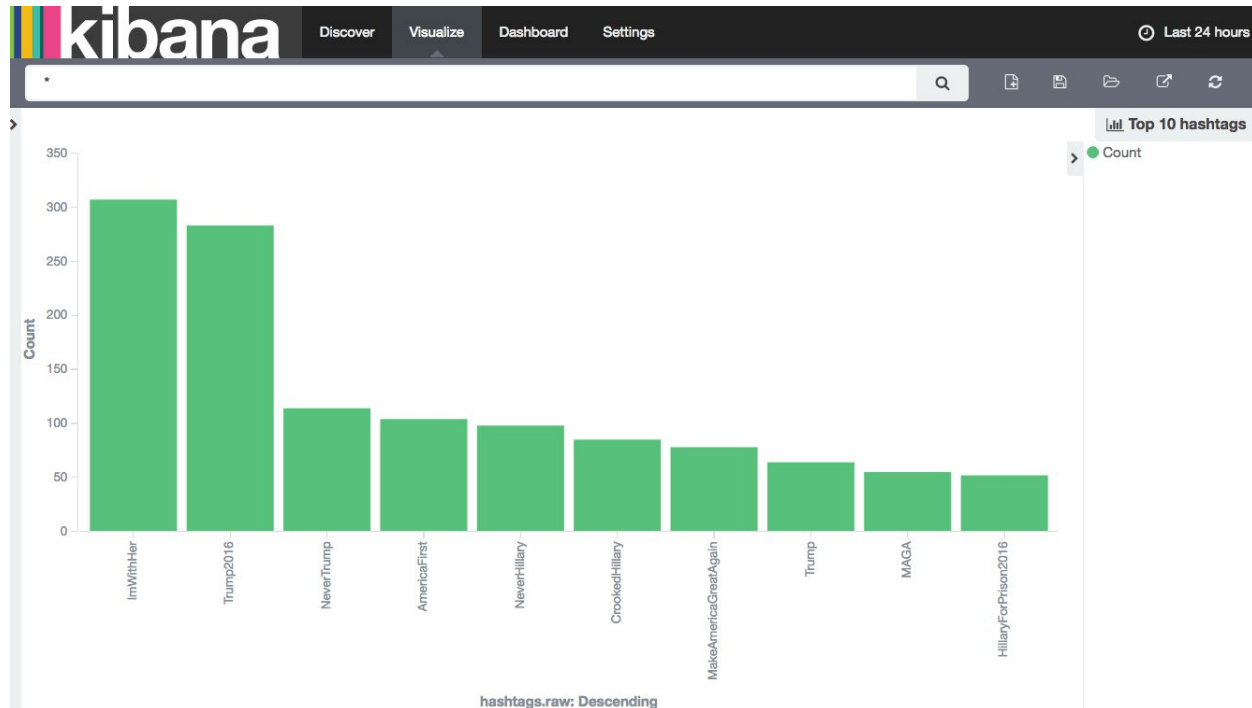 kibana
Discover Visualize Dashboard Settings
Last 24 hours
*
Top 10 hashtags
Count
350
300
250
200
150
100
50
0
Count
ImWithHer
Trump2016
NeverTrump
AmericaFirst
NeverHillary
CrookedHillary
MakeAmericaGreatAgain
Trump
MAGA
HillaryForPrison2016
hashtags.raw: Descending